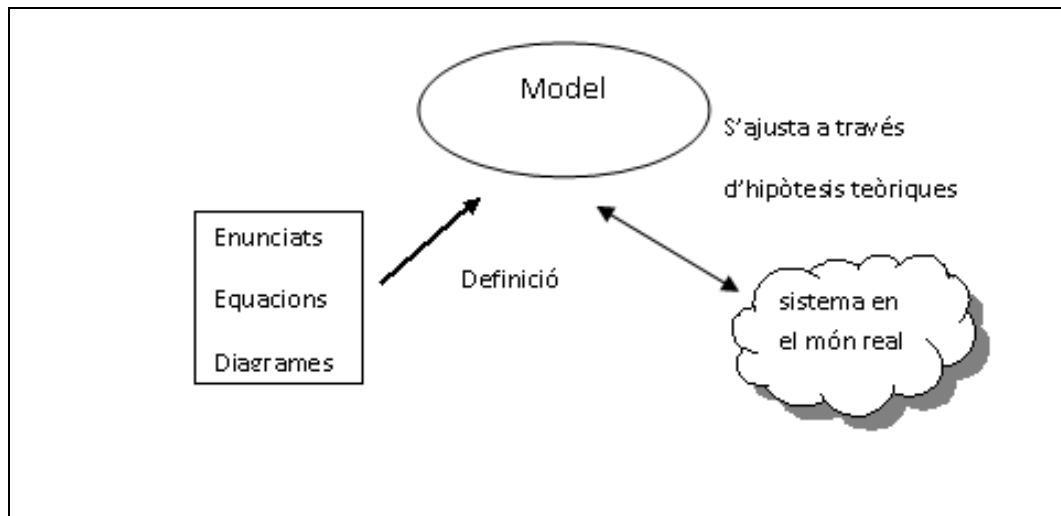 Model
S'ajusta a través
d'hipòtesis teòriques
Enunciats
Equacions
Diagrames
Definició
sistema en
el món real